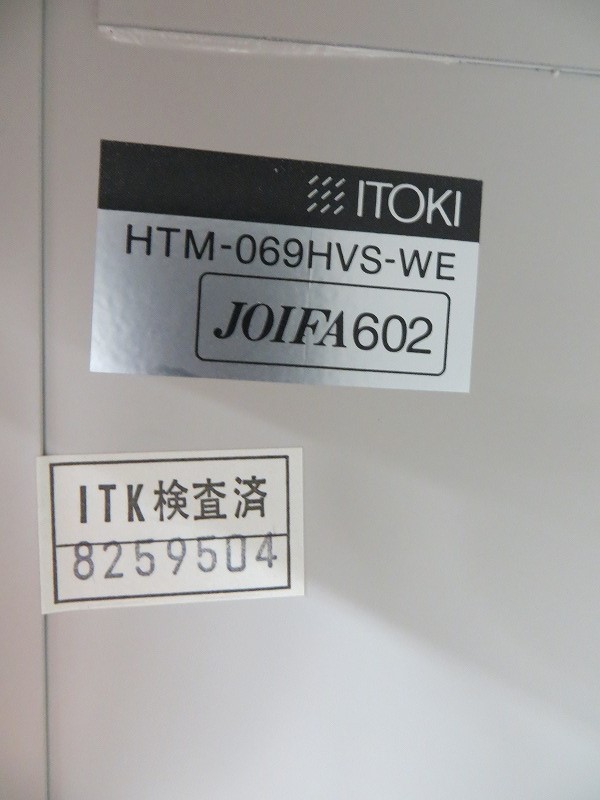 ITOKI
HTM-069HVS-WE
JOIFA602
ITK検査済
8259504